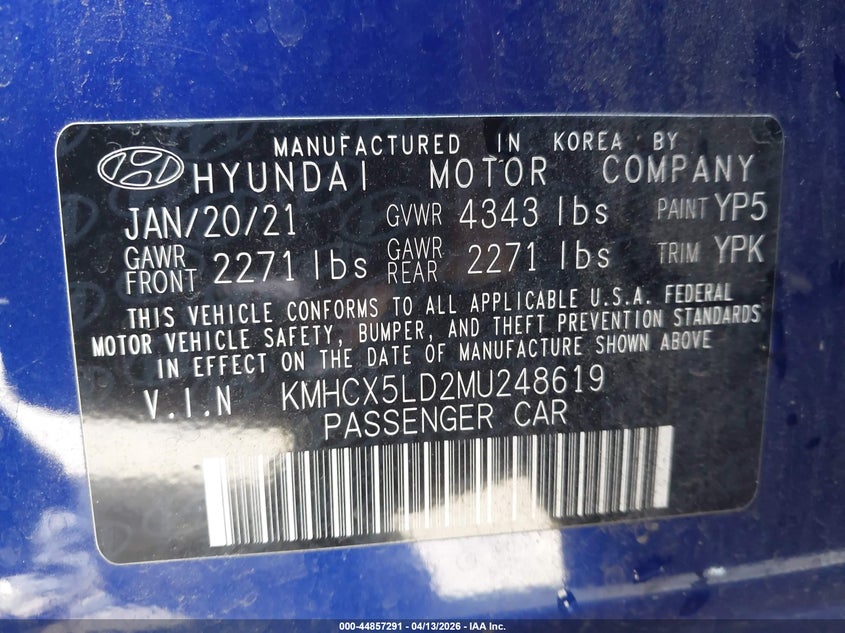 MANUFACTURED IN KOREA BY
HYUNDAI MOTOR COMPANY
JAN/20/21 GVWR 4343 lbs PAINT YP5
GAWR FRONT 2271 lbs GAWR REAR 2271 lbs TRIM YPK
THIS VEHICLE CONFORMS TO ALL APPLICABLE U.S.A. FEDERAL
MOTOR VEHICLE SAFETY, BUMPER, AND THEFT PREVENTION STANDARDS
IN EFFECT ON THE DATE OF MANUFACTURE SHOWN ABOVE
V.I.N KMHCX5LD2MU248619
PASSENGER CAR
000-44857291 - 04/13/2026 - IAA Inc.